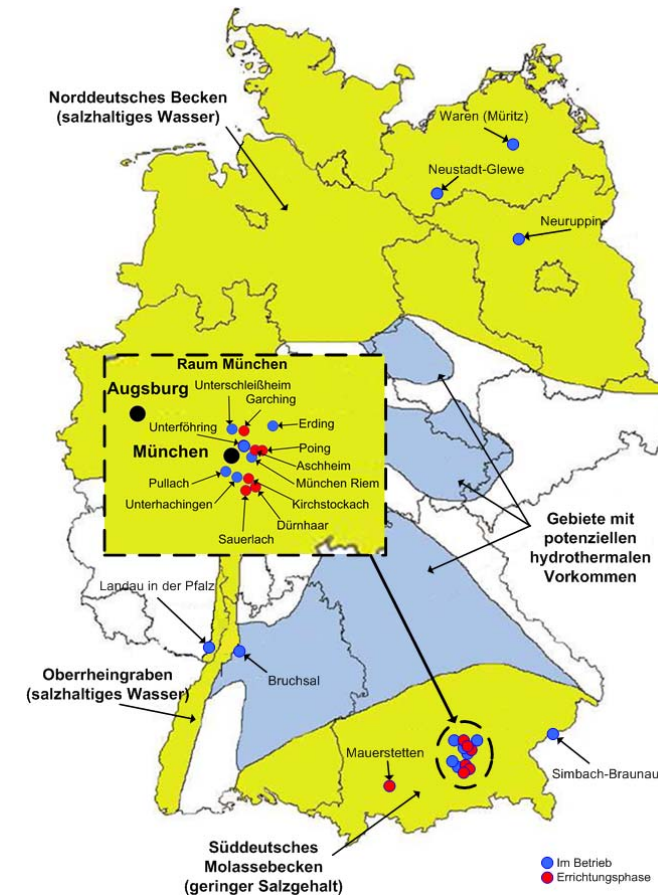 Norddeutsches Becken
(salzhaltiges Wasser)
Waren (Müritz)
Neustadt-Glewe
Neuruppin
Raum München
Augsburg
Unterschleißheim
Garching
Unterföhring
Erding
München
Poing
Aschheim
Pullach
München Riem
Unterhachingen
Kirchstockach
Dürnhaar
Sauerlach
Gebiete mit
potenziellen
hydrothermalen
Vorkommen
Landau in der Pfalz
Bruchsal
Oberrheingraben
(salzhaltiges Wasser)
Mauerstetten
Simbach-Braunau
Süddeutsches
Molassebecken
(geringer Salzgehalt)
Im Betrieb
Errichtungsphase